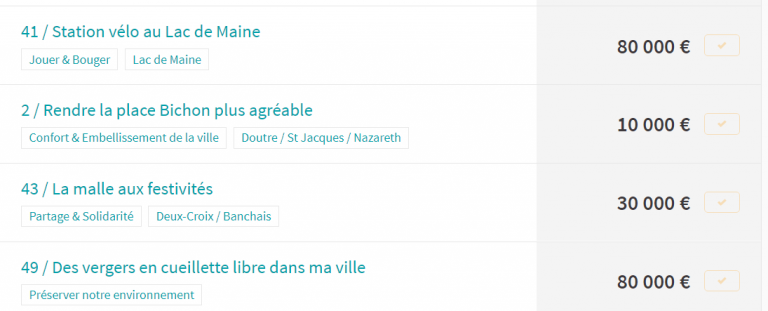 41 / Station vélo au Lac de Maine
80 000 €
Jouer & Bouger Lac de Maine
2 / Rendre la place Bichon plus agréable
10 000 €
Confort & Embellissement de la ville Doutre / St Jacques / Nazareth
43 / La malle aux festivités
30 000 €
Partage & Solidarité Deux-Croix / Banchais
49 / Des vergers en cueillette libre dans ma ville
80 000 €
Préserver notre environnement